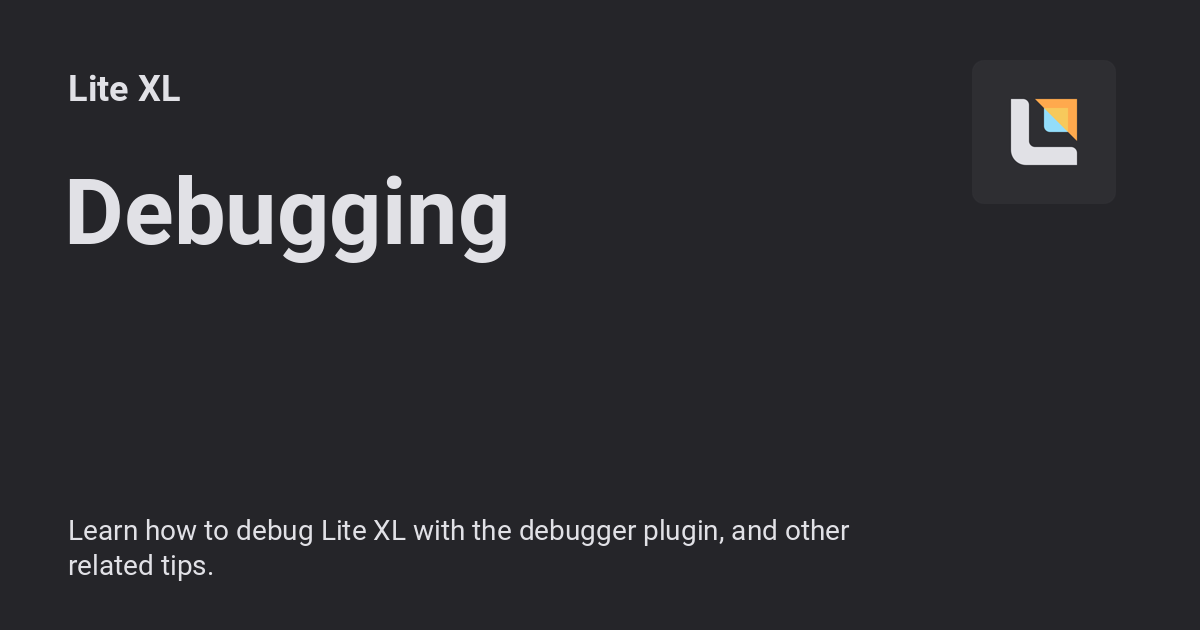 Lite XL
Debugging
Learn how to debug Lite XL with the debugger plugin, and other
related tips.